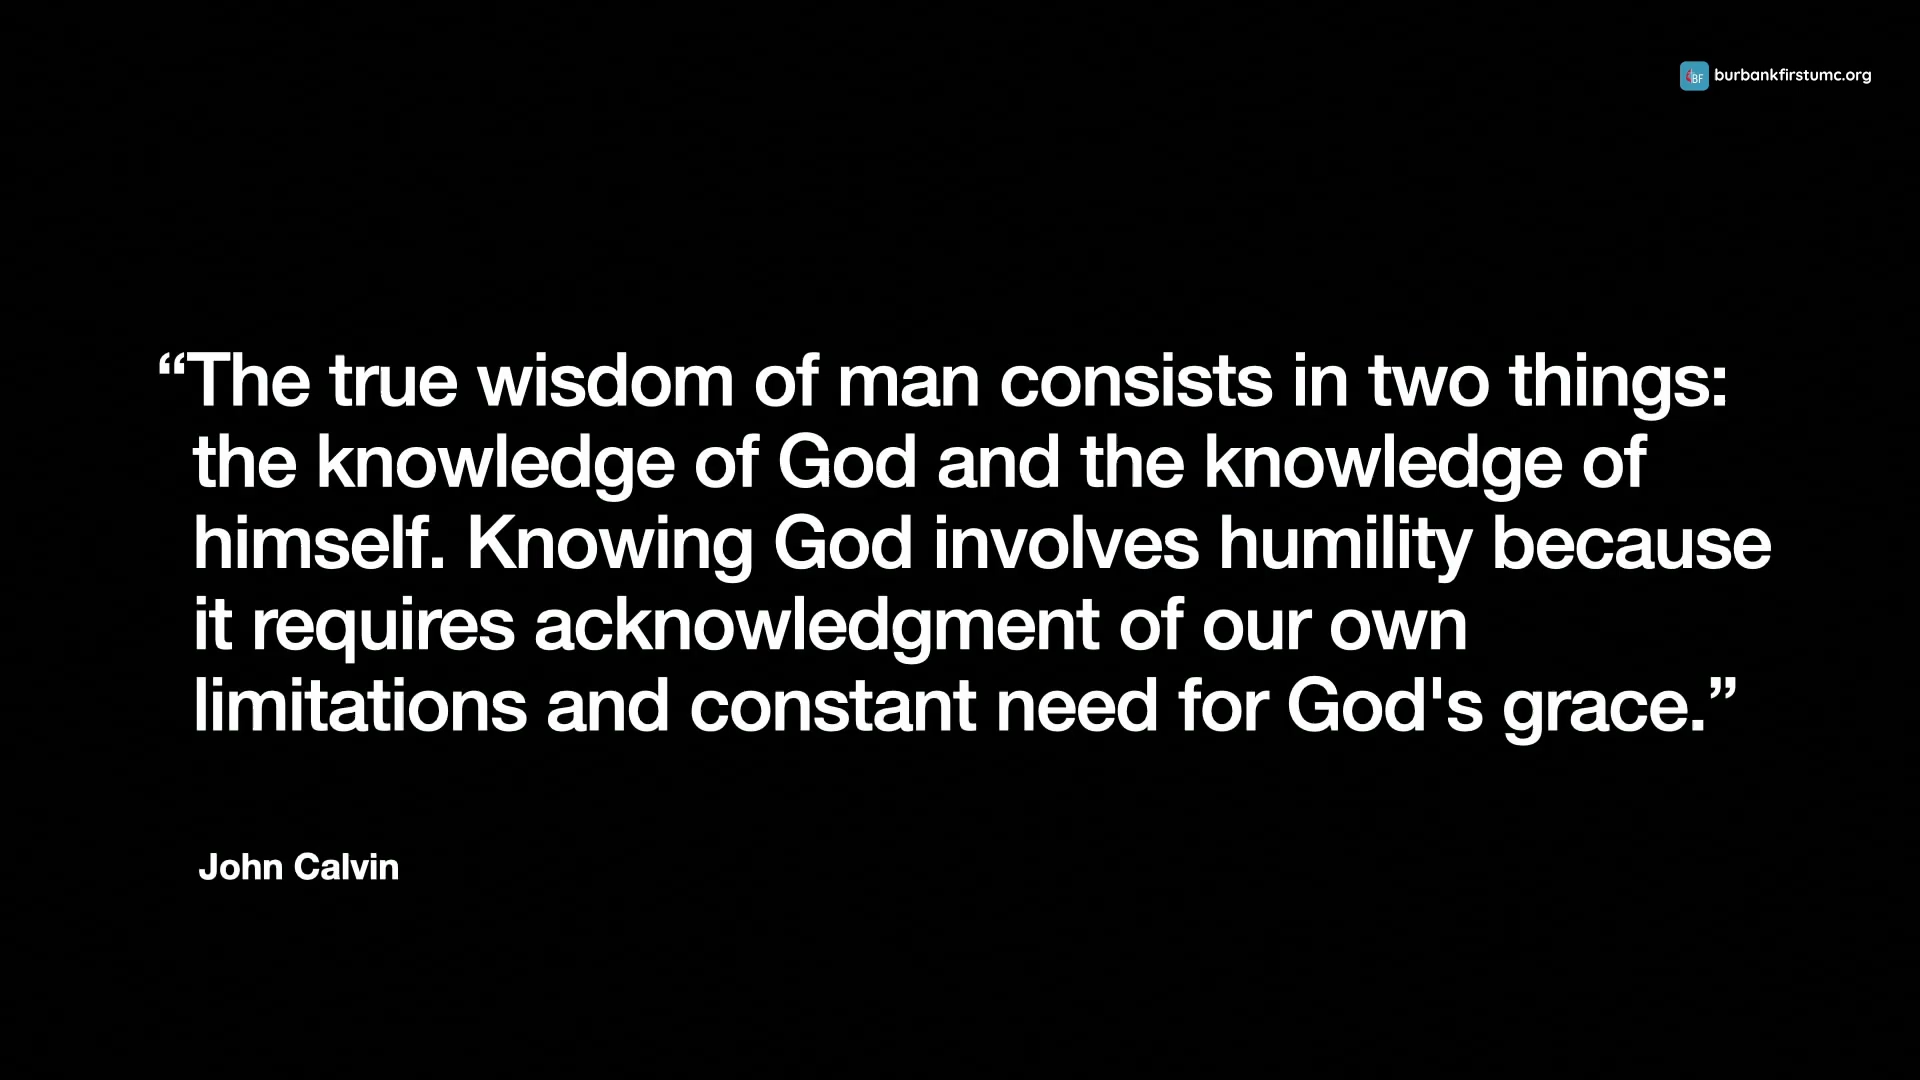 BF burbankfirstumc.org
“The true wisdom of man consists in two things:
the knowledge of God and the knowledge of
himself. Knowing God involves humility because
it requires acknowledgment of our own
limitations and constant need for God's grace.”
John Calvin